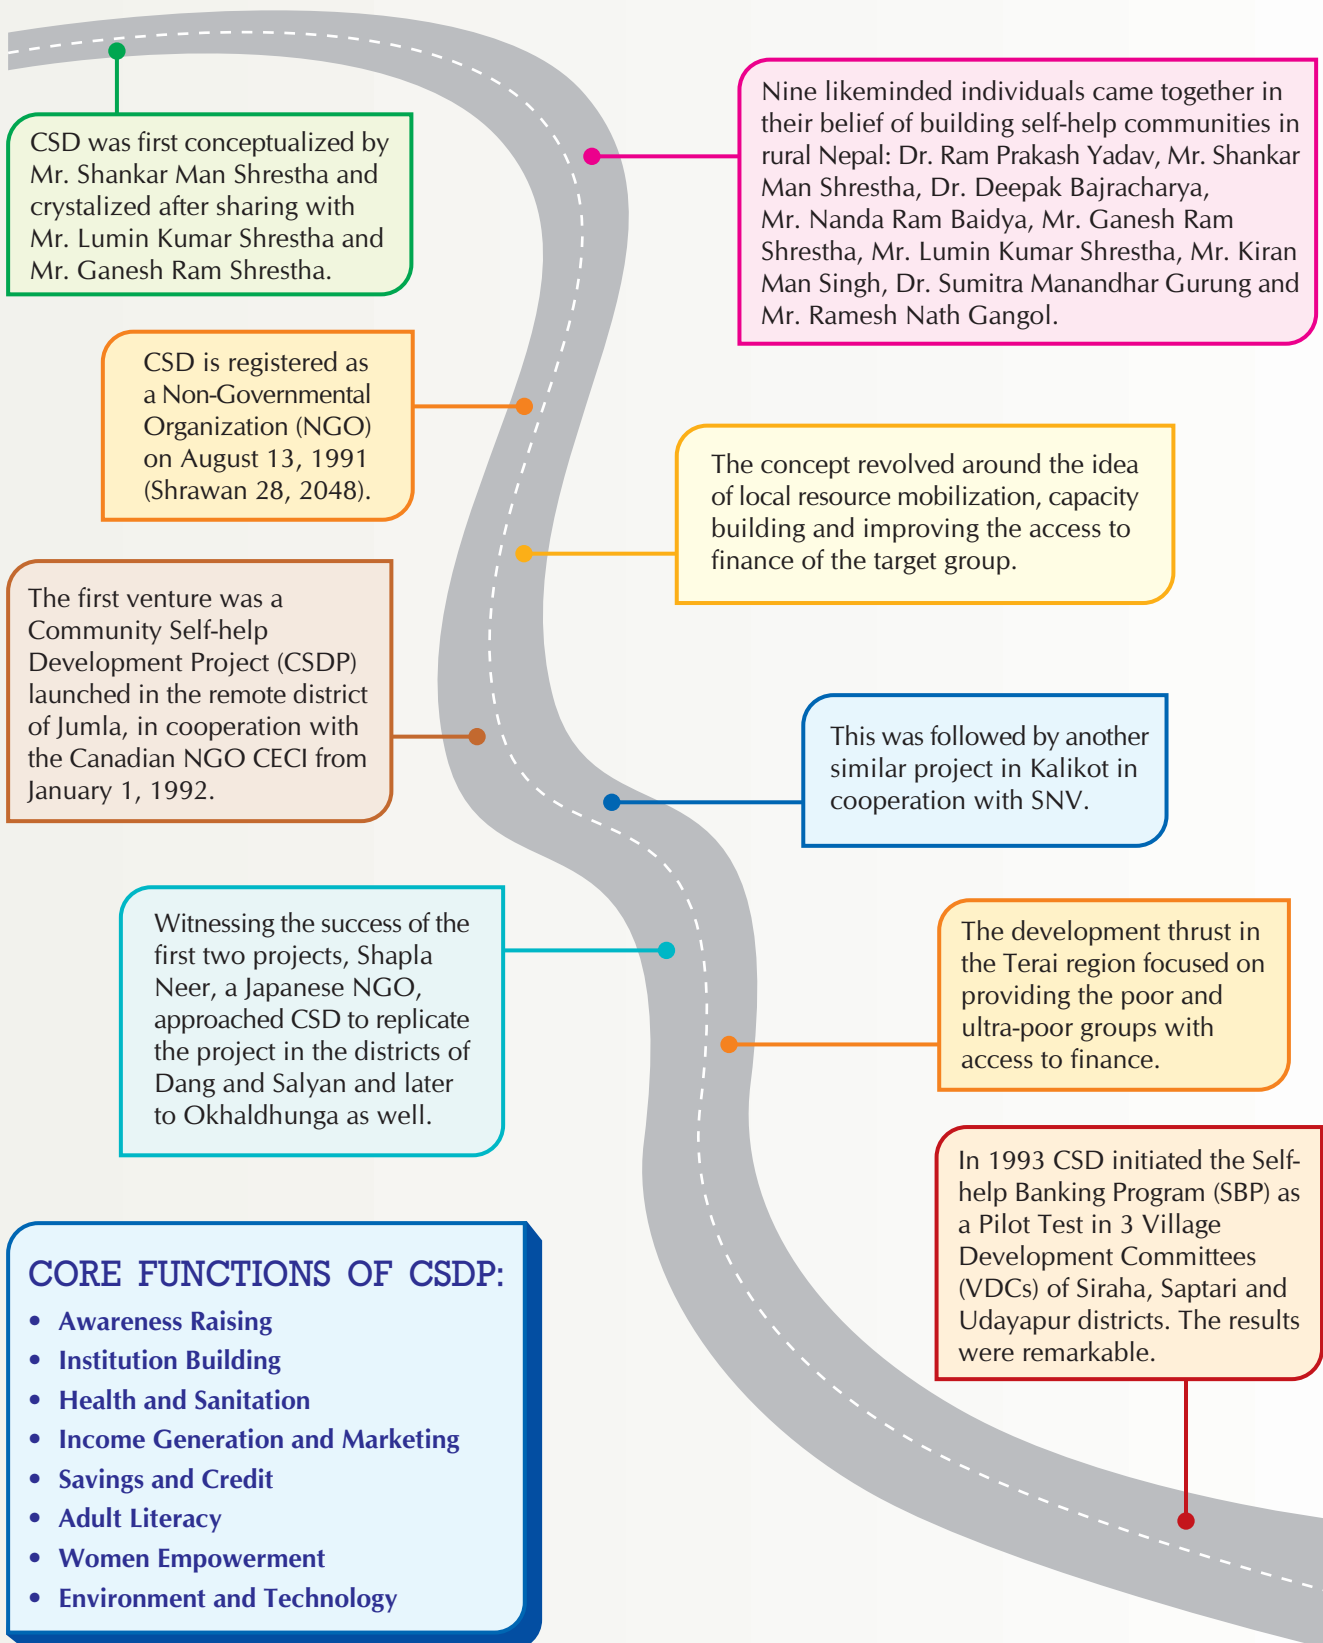 CSD was first conceptualized by
Mr. Shankar Man Shrestha and
crystalized after sharing with
Mr. Lumin Kumar Shrestha and
Mr. Ganesh Ram Shrestha.
Nine likeminded individuals came together in
their belief of building self-help communities in
rural Nepal: Dr. Ram Prakash Yadav, Mr. Shankar
Man Shrestha, Dr. Deepak Bajracharya,
Mr. Nanda Ram Baidya, Mr. Ganesh Ram
Shrestha, Mr. Lumin Kumar Shrestha, Mr. Kiran
Man Singh, Dr. Sumitra Manandhar Gurung and
Mr. Ramesh Nath Gangol.
CSD is registered as
a Non-Governmental
Organization (NGO)
on August 13, 1991
(Shrawan 28, 2048).
The concept revolved around the idea
of local resource mobilization, capacity
building and improving the access to
finance of the target group.
The first venture was a
Community Self-help
Development Project (CSDP)
launched in the remote district
of Jumla, in cooperation with
the Canadian NGO CECI from
January 1, 1992.
This was followed by another
similar project in Kalikot in
cooperation with SNV.
Witnessing the success of the
first two projects, Shapla
Neer, a Japanese NGO,
approached CSD to replicate
the project in the districts of
Dang and Salyan and later
to Okhaldhunga as well.
The development thrust in
the Terai region focused on
providing the poor and
ultra-poor groups with
access to finance.
In 1993 CSD initiated the Self-
help Banking Program (SBP) as
a Pilot Test in 3 Village
Development Committees
(VDCs) of Siraha, Saptari and
Udayapur districts. The results
were remarkable.
CORE FUNCTIONS OF CSDP:
• Awareness Raising
• Institution Building
• Health and Sanitation
• Income Generation and Marketing
• Savings and Credit
• Adult Literacy
• Women Empowerment
• Environment and Technology